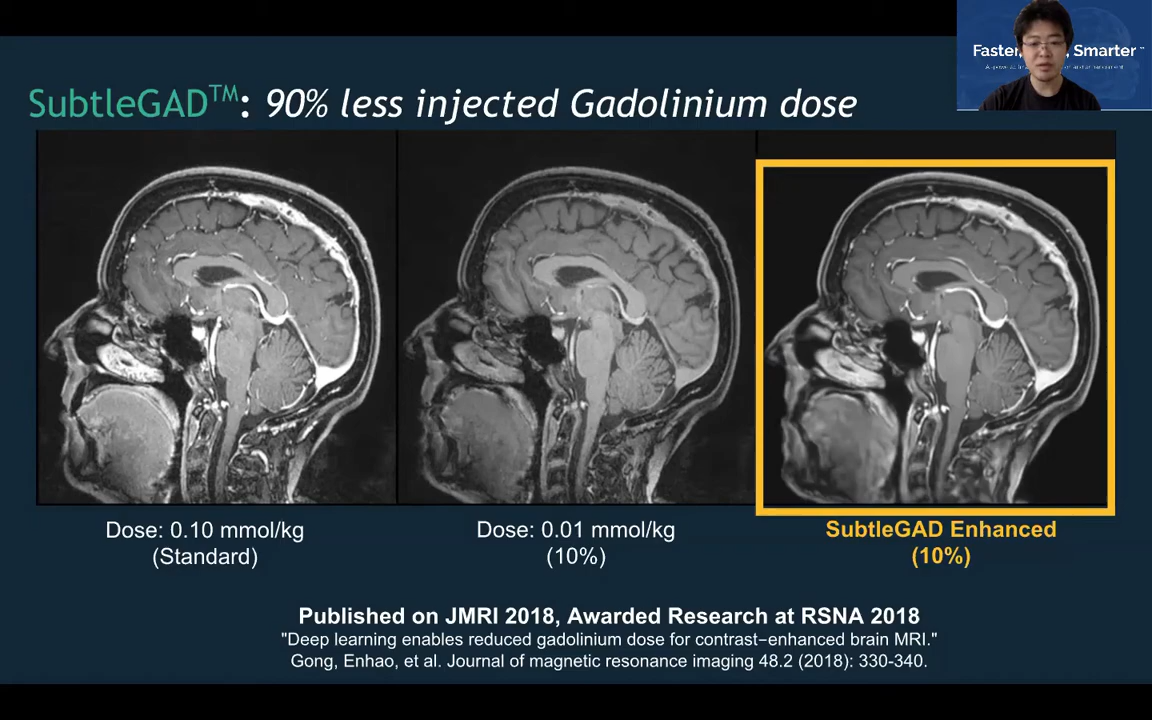 Faster, Smarter™
SubtleGAD™: 90% less injected Gadolinium dose
Dose: 0.10 mmol/kg
(Standard)
Dose: 0.01 mmol/kg
(10%)
SubtleGAD Enhanced
(10%)
Published on JMRI 2018, Awarded Research at RSNA 2018
"Deep learning enables reduced gadolinium dose for contrast−enhanced brain MRI."
Gong, Enhao, et al. Journal of magnetic resonance imaging 48.2 (2018): 330-340.